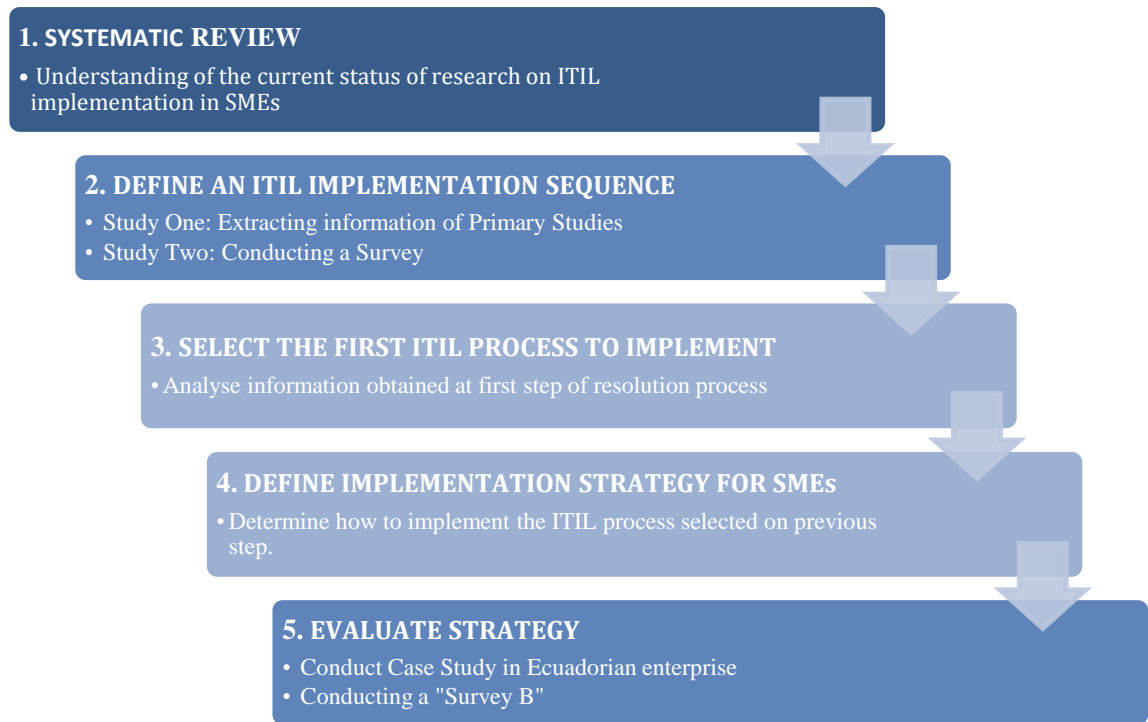 1. SYSTEMATIC REVIEW
• Understanding of the current status of research on ITIL
implementation in SMEs
2. DEFINE AN ITIL IMPLEMENTATION SEQUENCE
• Study One: Extracting information of Primary Studies
• Study Two: Conducting a Survey
3. SELECT THE FIRST ITIL PROCESS TO IMPLEMENT
• Analyse information obtained at first step of resolution process
4. DEFINE IMPLEMENTATION STRATEGY FOR SMEs
• Determine how to implement the ITIL process selected on previous
step.
5. EVALUATE STRATEGY
• Conduct Case Study in Ecuadorian enterprise
• Conducting a "Survey B"